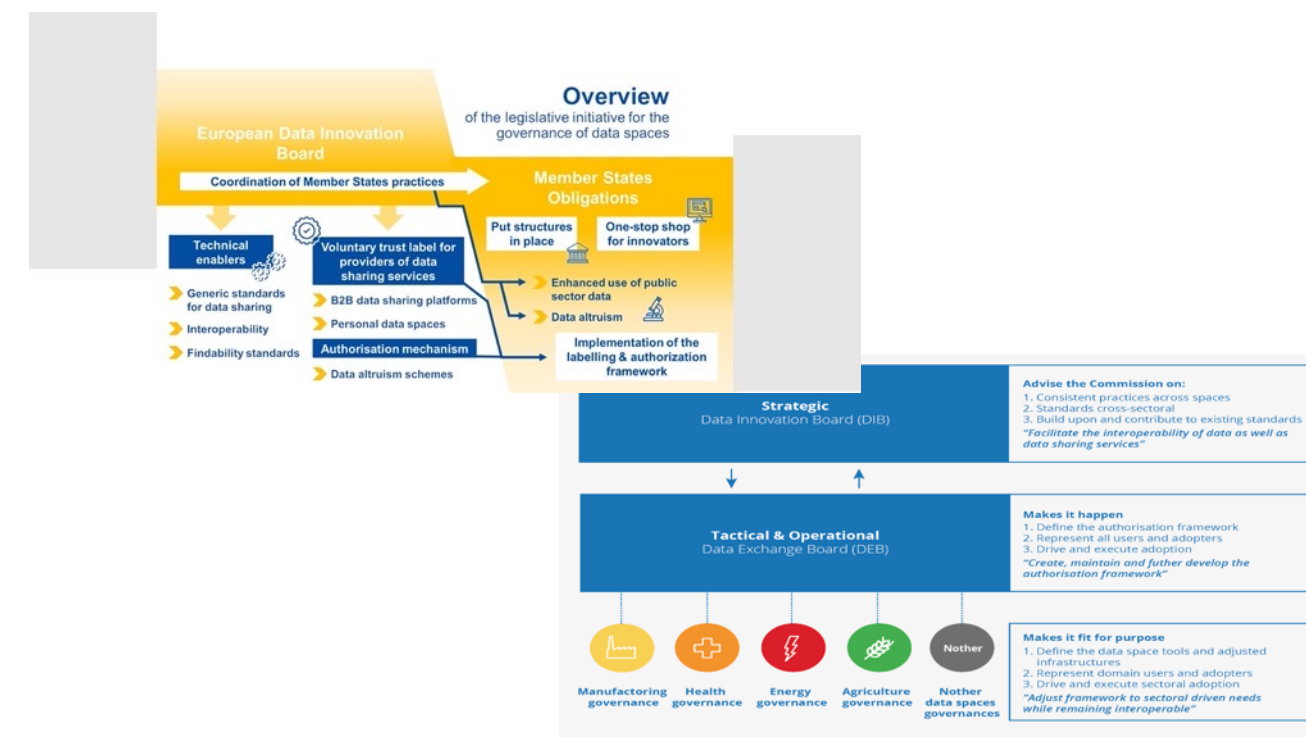 Overview
of the legislative initiative for the
governance of data spaces
European Data Innovation
Board
Coordination of Member States practices
Member States
Obligations
Technical
enablers
Generic standards
for data sharing
Interoperability
Findability standards
Voluntary trust label for
providers of data
sharing services
B2B data sharing platforms
Personal data spaces
Authorisation mechanism
Data altruism schemes
Put structures
in place
One-stop shop
for innovators
Enhanced use of public
sector data
Data altruism
Implementation of the
labelling & authorization
framework
Strategic
Data Innovation Board (DIB)
Advise the Commission on:
1. Consistent practices across spaces
2. Standards cross-sectoral
3. Build upon and contribute to existing standards
"Facilitate the interoperability of data as well as
data sharing services"
Tactical & Operational
Data Exchange Board (DEB)
Makes it happen
1. Define the authorisation framework
2. Represent all users and adopters
3. Drive and execute adoption
"Create, maintain and futher develop the
authorisation framework"
Nother
Manufactoring
governance
Health
governance
Energy
governance
Agriculture
governance
Nother
data spaces
governances
Makes it fit for purpose
1. Define the data space tools and adjusted
infrastructures
2. Represent domain users and adopters
3. Drive and execute sectoral adoption
"Adjust framework to sectoral driven needs
while remaining interoperable"